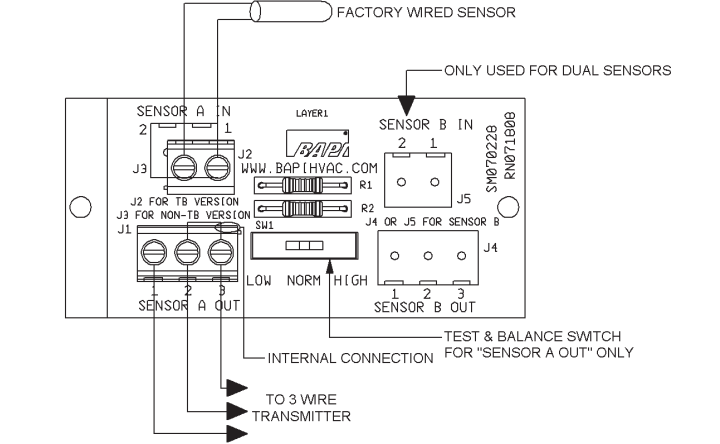 FACTORY WIRED SENSOR
ONLY USED FOR DUAL SENSORS
SENSOR A IN
LAYER1
SENSOR B IN
2 1
2 1
BAPI
J3
J2
WWW.BAPIHVAC.COM
SM070228
RN071808
R1
J5
J2 FOR TB VERSION
J3 FOR NON-TB VERSION
R2
J4 OR J5 FOR SENSOR B
J1
SW1
J4
LOW NORM HIGH
1 2 3
1 2 3
SENSOR A OUT
SENSOR B OUT
TEST & BALANCE SWITCH
FOR "SENSOR A OUT" ONLY
INTERNAL CONNECTION
TO 3 WIRE
TRANSMITTER